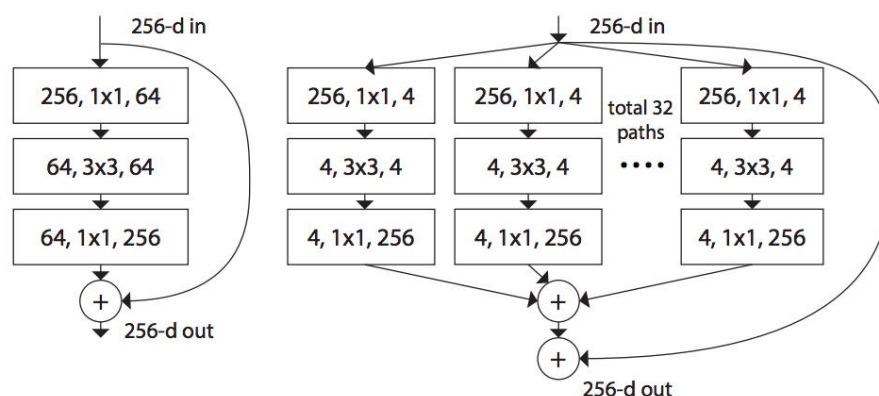 256-d in
256, 1x1, 64
64, 3x3, 64
64, 1x1, 256
+
256-d out
256-d in
256, 1x1, 4
256, 1x1, 4
total 32
paths
256, 1x1, 4
4, 3x3, 4
4, 3x3, 4
....
4, 3x3, 4
4, 1x1, 256
4, 1x1, 256
4, 1x1, 256
+
+
256-d out